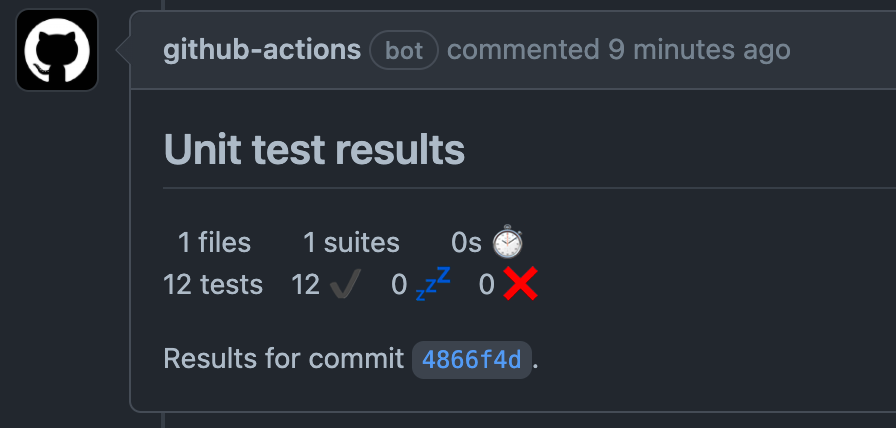 github-actions bot commented 9 minutes ago
Unit test results
1 files 1 suites 0s ⏱️
12 tests 12 ✔️ 0 💤 0 ❌
Results for commit 4866f4d.